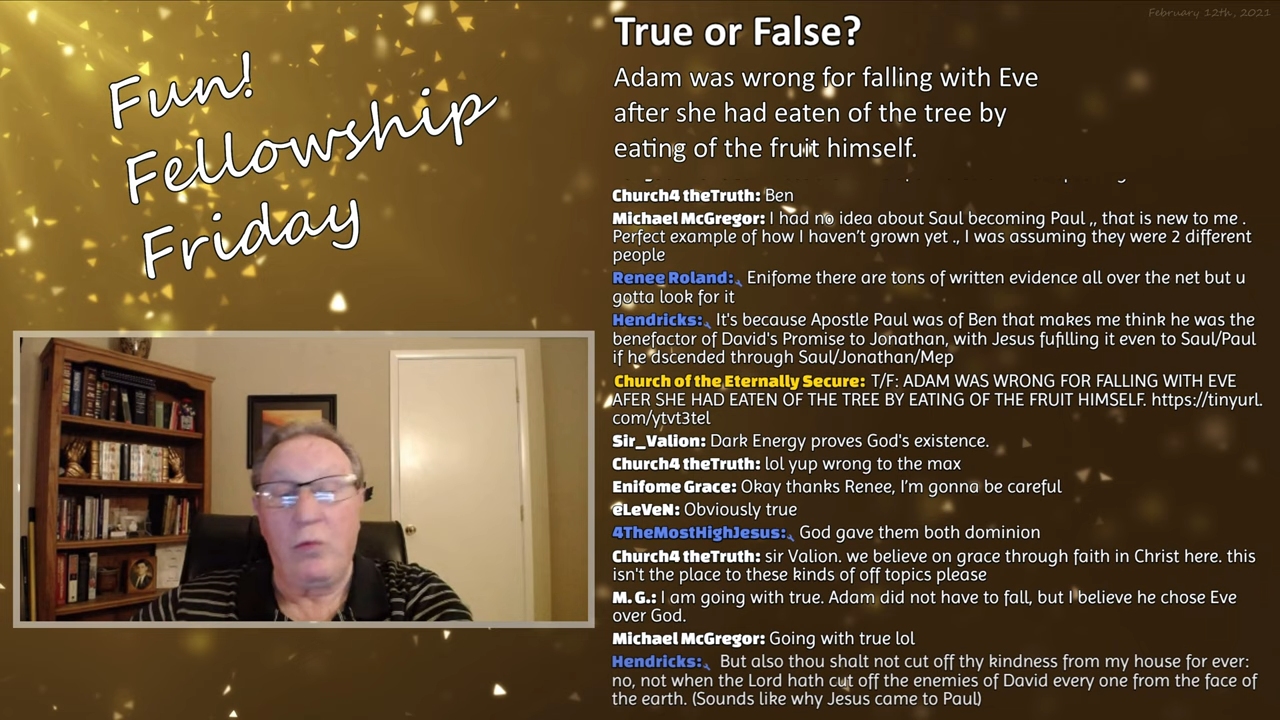 February 12th, 2021
Fun!
Fellowship
Friday
True or False?
Adam was wrong for falling with Eve
after she had eaten of the tree by
eating of the fruit himself.
Church4 theTruth: Ben
Michael McGregor: I had no idea about Saul becoming Paul ,, that is new to me .
Perfect example of how I haven't grown yet ., I was assuming they were 2 different
people
Renee Roland: Enifome there are tons of written evidence all over the net but u
gotta look for it
Hendricks: It's because Apostle Paul was of Ben that makes me think he was the
benefactor of David's Promise to Jonathan, with Jesus fufilling it even to Saul/Paul
if he dscended through Saul/Jonathan/Mep
Church of the Eternally Secure: T/F: ADAM WAS WRONG FOR FALLING WITH EVE
AFER SHE HAD EATEN OF THE TREE BY EATING OF THE FRUIT HIMSELF. https://tinyurl.
com/ytvt3tel
Sir_Valion: Dark Energy proves God's existence.
Church4 theTruth: lol yup wrong to the max
Enifome Grace: Okay thanks Renee, I'm gonna be careful
ēLeVeN: Obviously true
4TheMostHighJesus: God gave them both dominion
Church4 theTruth: sir Valion. we believe on grace through faith in Christ here. this
isn't the place to these kinds of off topics please
M. G.: I am going with true. Adam did not have to fall, but I believe he chose Eve
over God.
Michael McGregor: Going with true lol
Hendricks: But also thou shalt not cut off thy kindness from my house for ever:
no, not when the Lord hath cut off the enemies of David every one from the face of
the earth. (Sounds like why Jesus came to Paul)